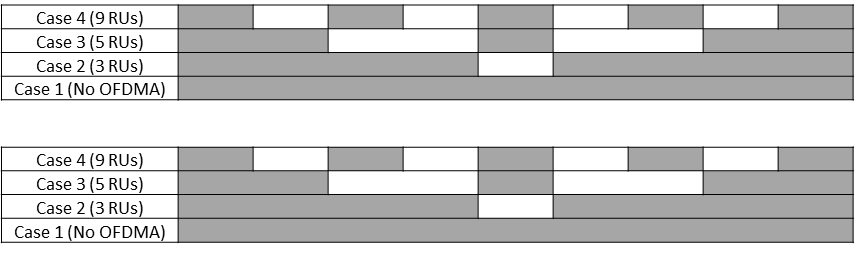 Case 4 (9 RUs)
Case 3 (5 RUs)
Case 2 (3 RUs)
Case 1 (No OFDMA)
Case 4 (9 RUs)
Case 3 (5 RUs)
Case 2 (3 RUs)
Case 1 (No OFDMA)